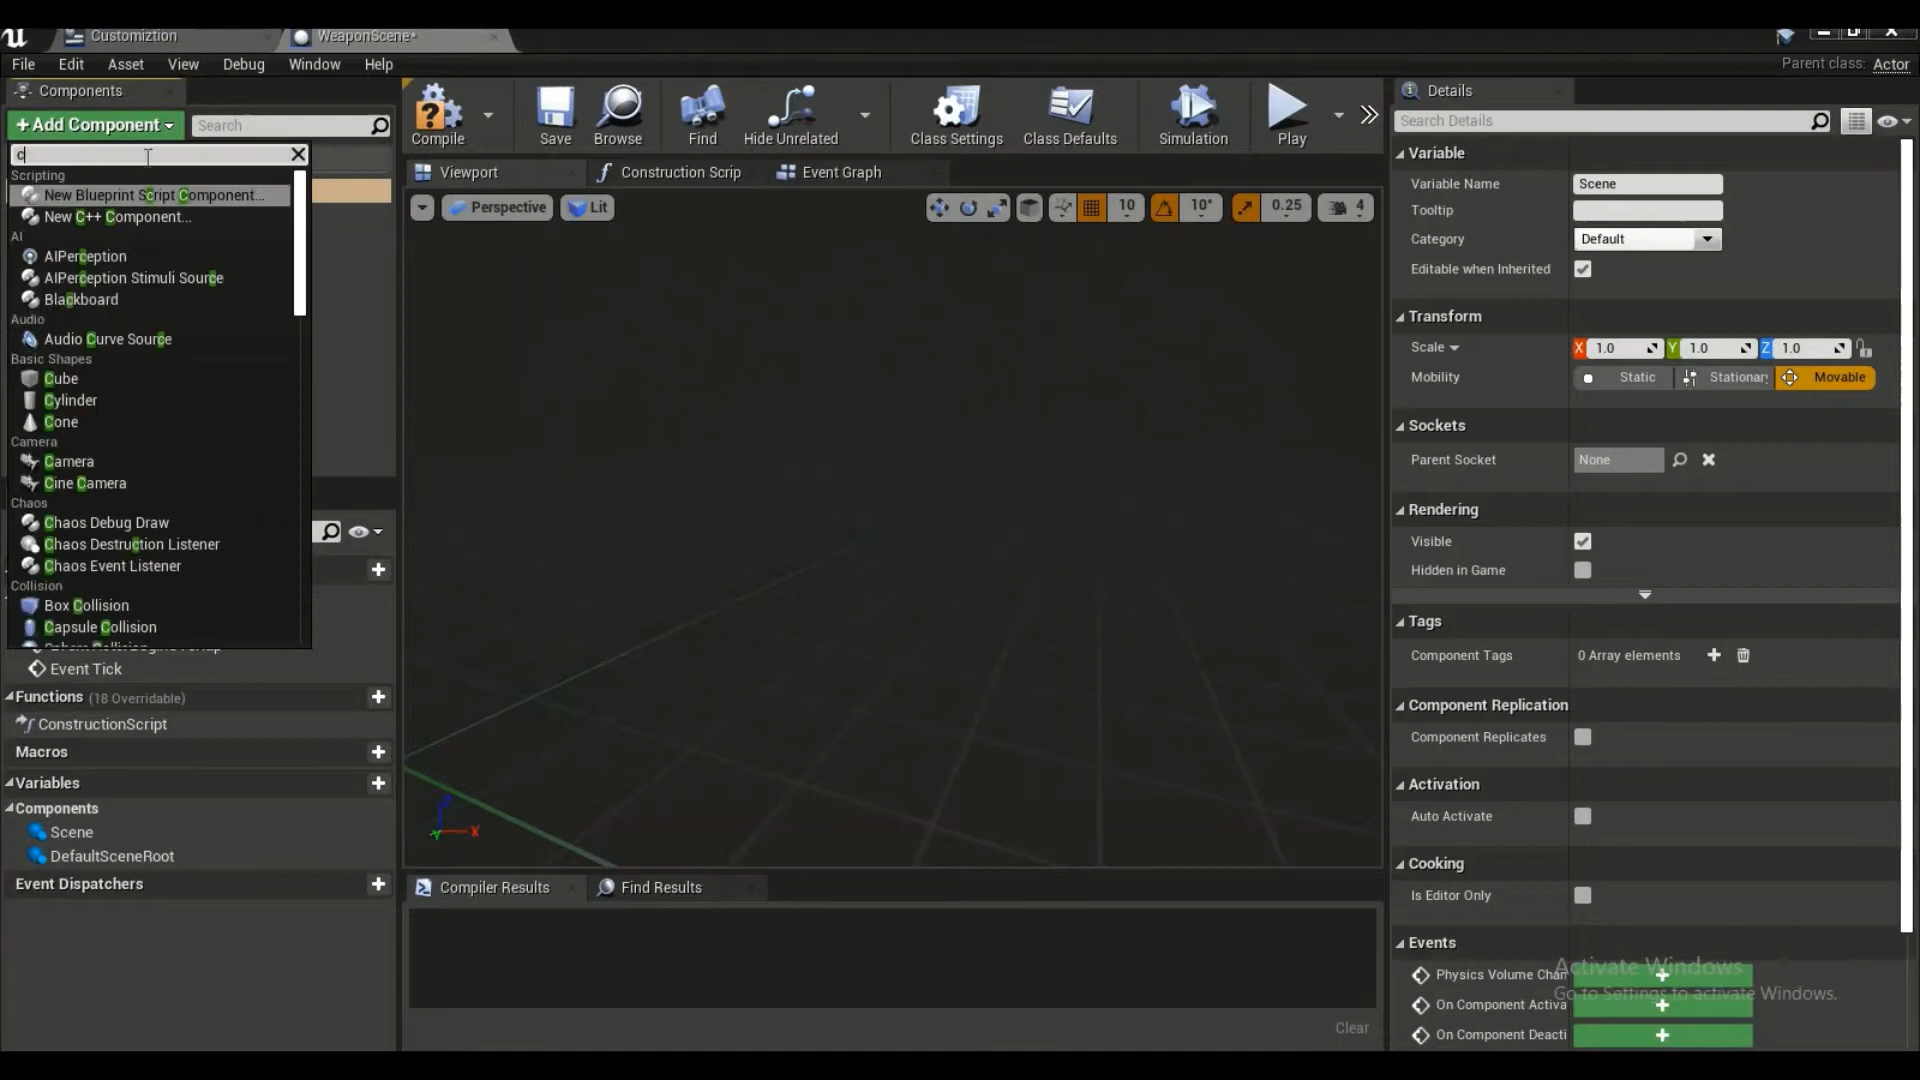 Customiztion
WeaponScene*
File Edit Asset View Debug Window Help
Parent class: Actor
Components
+Add Component
Search
c
Scripting
New Blueprint Script Component...
New C++ Component...
AI
AIPerception
AIPerception Stimuli Source
Blackboard
Audio
Audio Curve Source
Basic Shapes
Cube
Cylinder
Cone
Camera
Camera
Cine Camera
Chaos
Chaos Debug Draw
Chaos Destruction Listener
Chaos Event Listener
Collision
Box Collision
Capsule Collision
Event Tick
Functions (18 Overridable)
ConstructionScript
Macros
Variables
Components
Scene
DefaultSceneRoot
Event Dispatchers
Compile
Save
Browse
Find
Hide Unrelated
Class Settings
Class Defaults
Simulation
Play
Viewport
Construction Scrip
Event Graph
Perspective
Lit
10
10°
0.25
4
X
Compiler Results
Find Results
Clear
Details
Search Details
Variable
Variable Name Scene
Tooltip
Category Default
Editable when Inherited
Transform
Scale X 1.0 Y 1.0 Z 1.0
Mobility Static Stationar Movable
Sockets
Parent Socket None
Rendering
Visible
Hidden in Game
Tags
Component Tags 0 Array elements
Component Replication
Component Replicates
Activation
Auto Activate
Cooking
Is Editor Only
Events
Physics Volume Chan
On Component Activa
On Component Deacti
Activate Windows
Go to Settings to activate Windows.